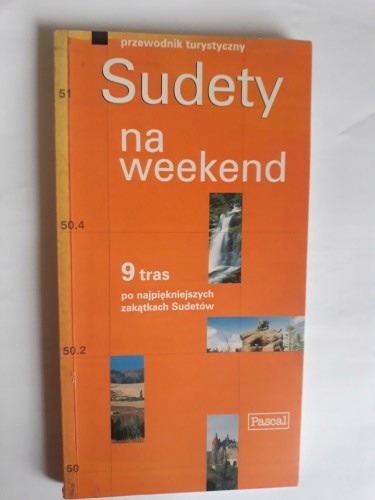 przewodnik turystyczny
Sudety
na
weekend
51
50.4
9 tras
po najpiękniejszych
zakątkach Sudetów
50.2
Pascal
50